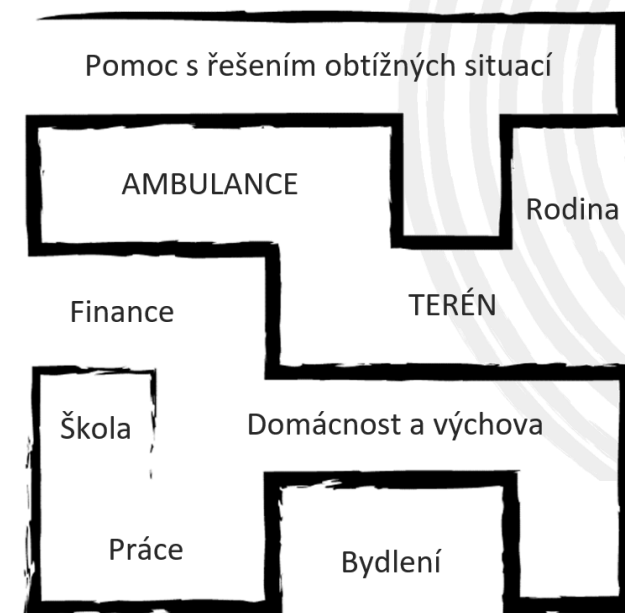 Pomoc s řešením obtížných situací
AMBULANCE
Rodina
Finance
TERÉN
Škola
Domácnost a výchova
Práce
Bydlení